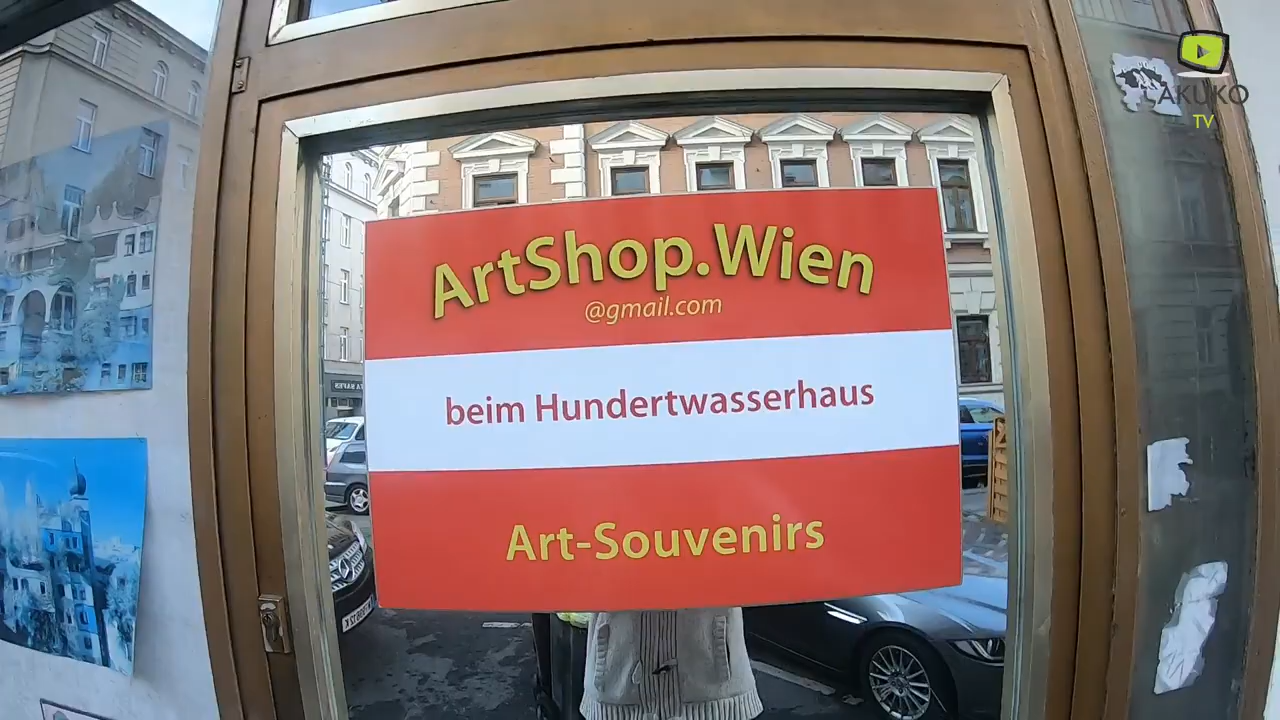 AKUKO
TV
ArtShop.Wien
@gmail.com
beim Hundertwasserhaus
Art-Souvenirs